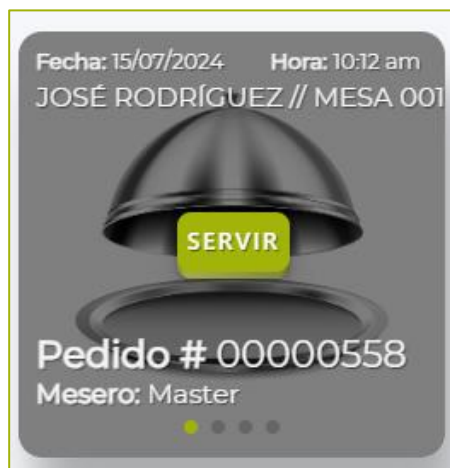 Fecha: 15/07/2024 Hora: 10:12 am
JOSÉ RODRÍGUEZ // MESA 001
SERVIR
Pedido # 00000558
Mesero: Master